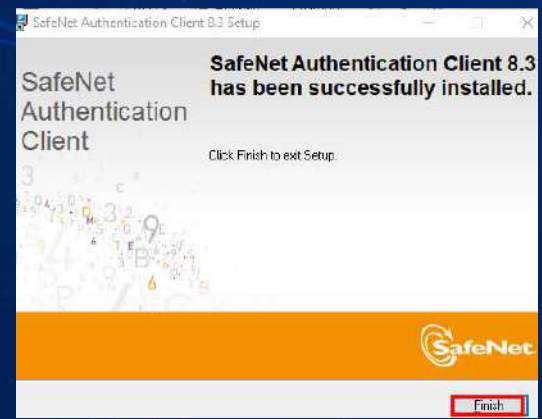 SafeNet Authentication Client 8.3 Setup
SafeNet
Authentication
Client
SafeNet Authentication Client 8.3
has been successfully installed.
Click Finish to exit Setup.
SafeNet.
Finish